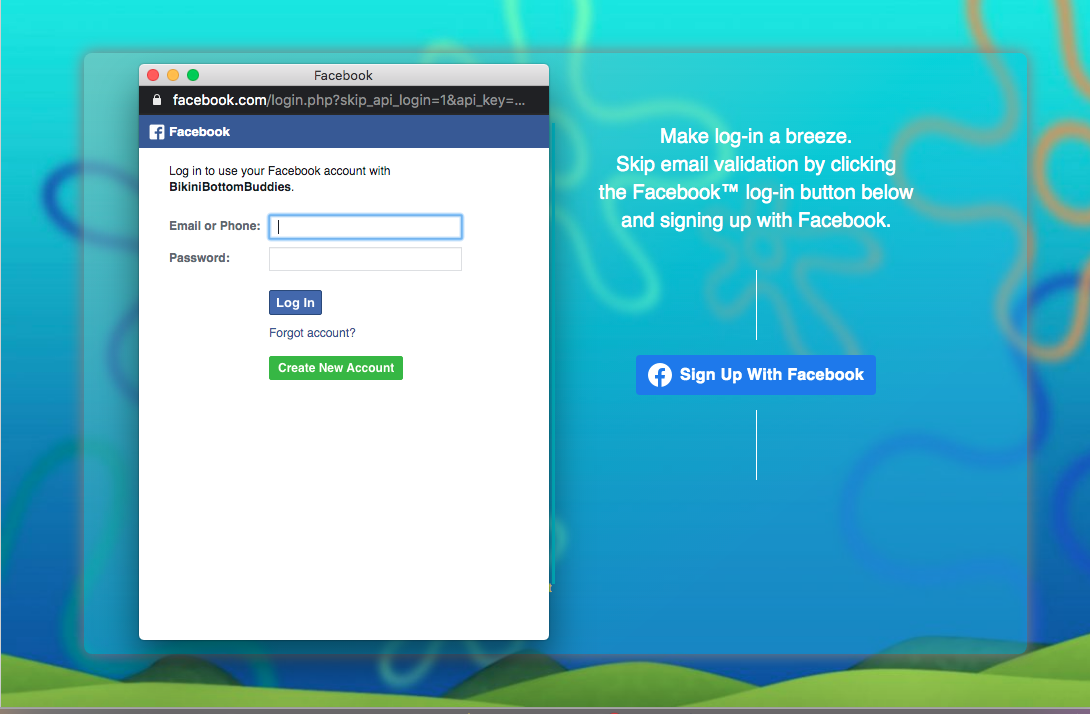 Facebook
facebook.com/login.php?skip_api_login=1&api_key=...
Facebook
Log in to use your Facebook account with
BikiniBottomBuddies.
Email or Phone:
Password:
Log In
Forgot account?
Create New Account
Make log-in a breeze.
Skip email validation by clicking
the Facebook™ log-in button below
and signing up with Facebook.
Sign Up With Facebook